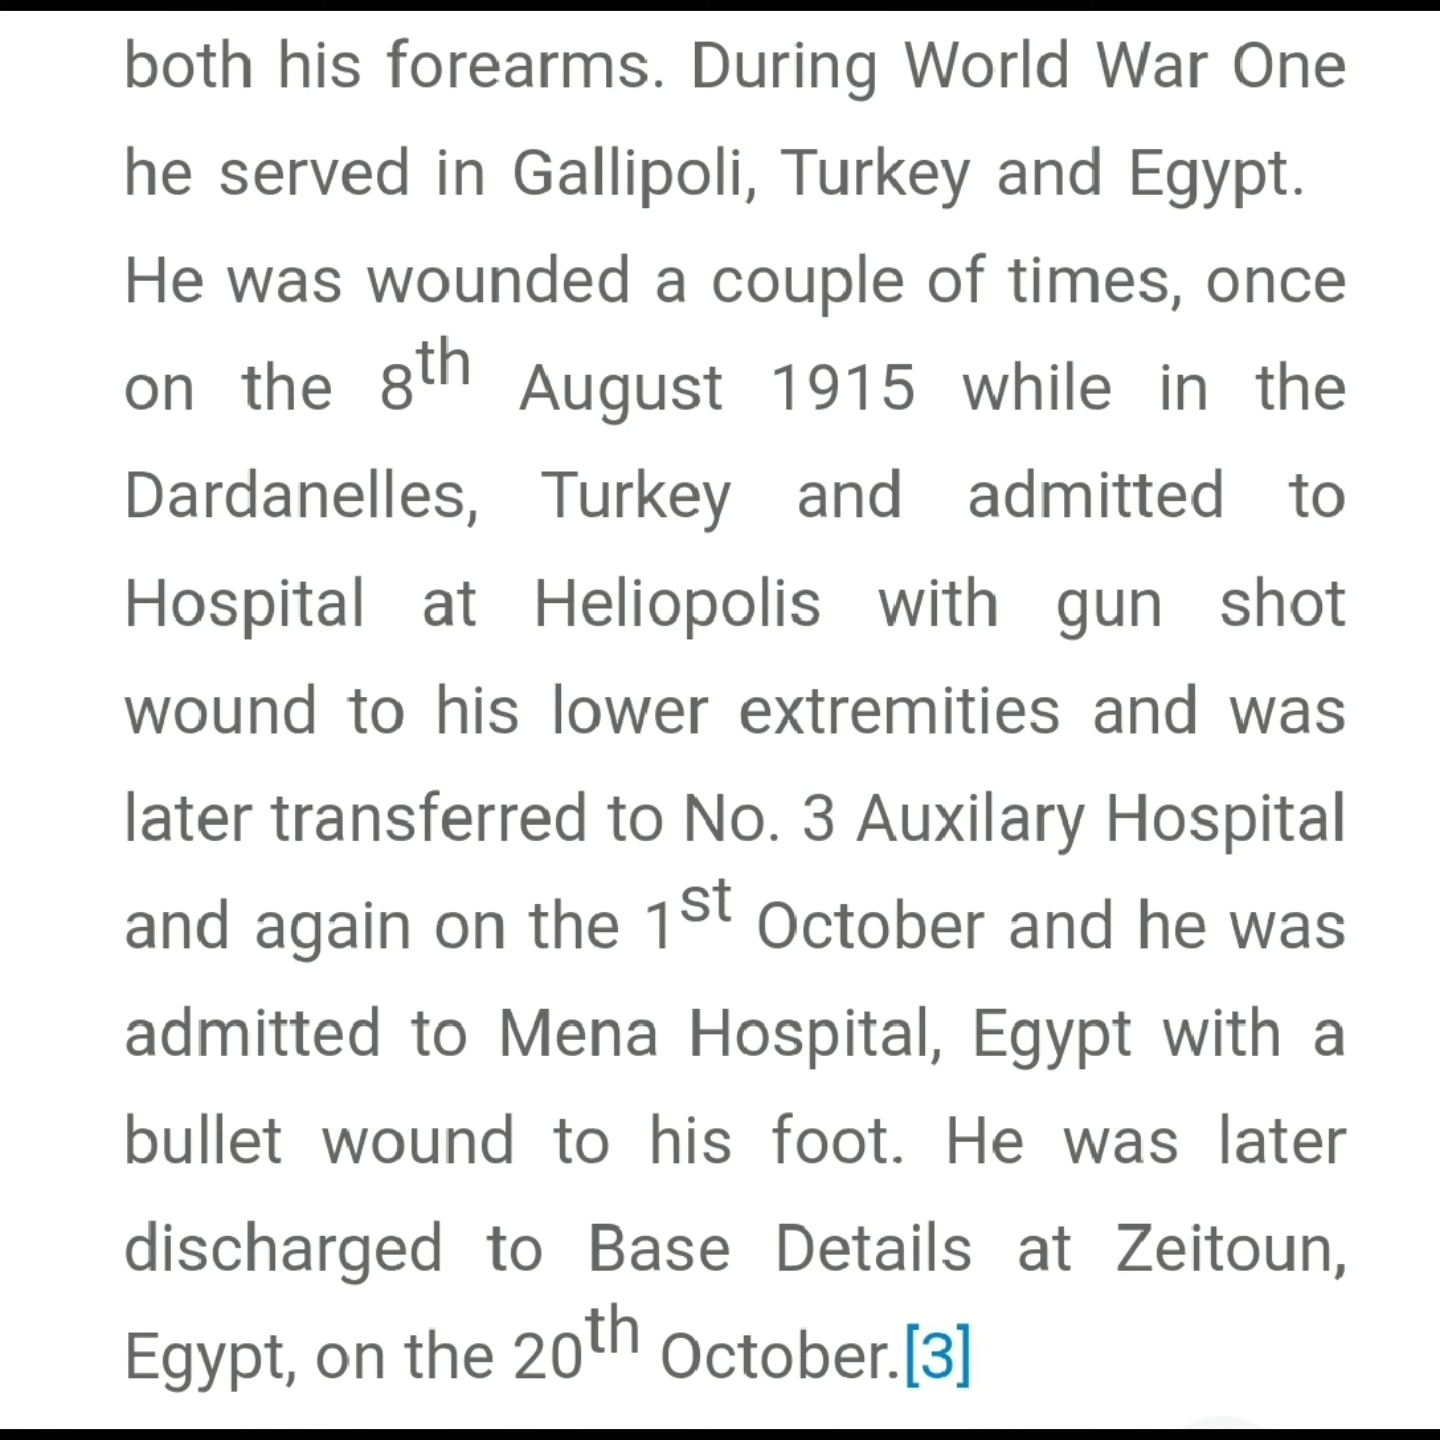 both his forearms. During World War One
he served in Gallipoli, Turkey and Egypt.
He was wounded a couple of times, once
on the 8th August 1915 while in the
Dardanelles, Turkey and admitted to
Hospital at Heliopolis with gun shot
wound to his lower extremities and was
later transferred to No. 3 Auxilary Hospital
and again on the 1st October and he was
admitted to Mena Hospital, Egypt with a
bullet wound to his foot. He was later
discharged to Base Details at Zeitoun,
Egypt, on the 20th October.[3]